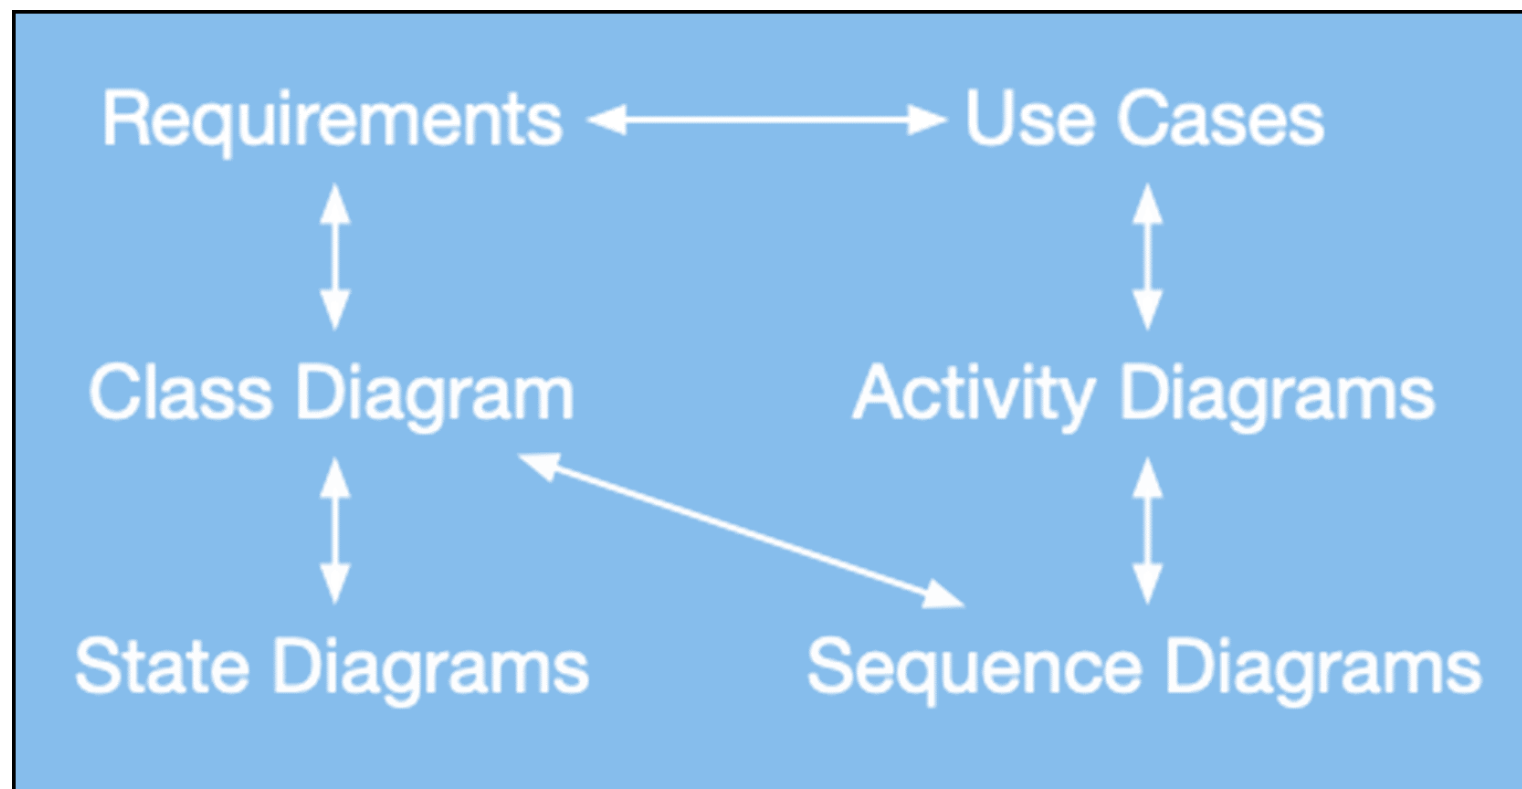 Requirements
Use Cases
Class Diagram
Activity Diagrams
State Diagrams
Sequence Diagrams